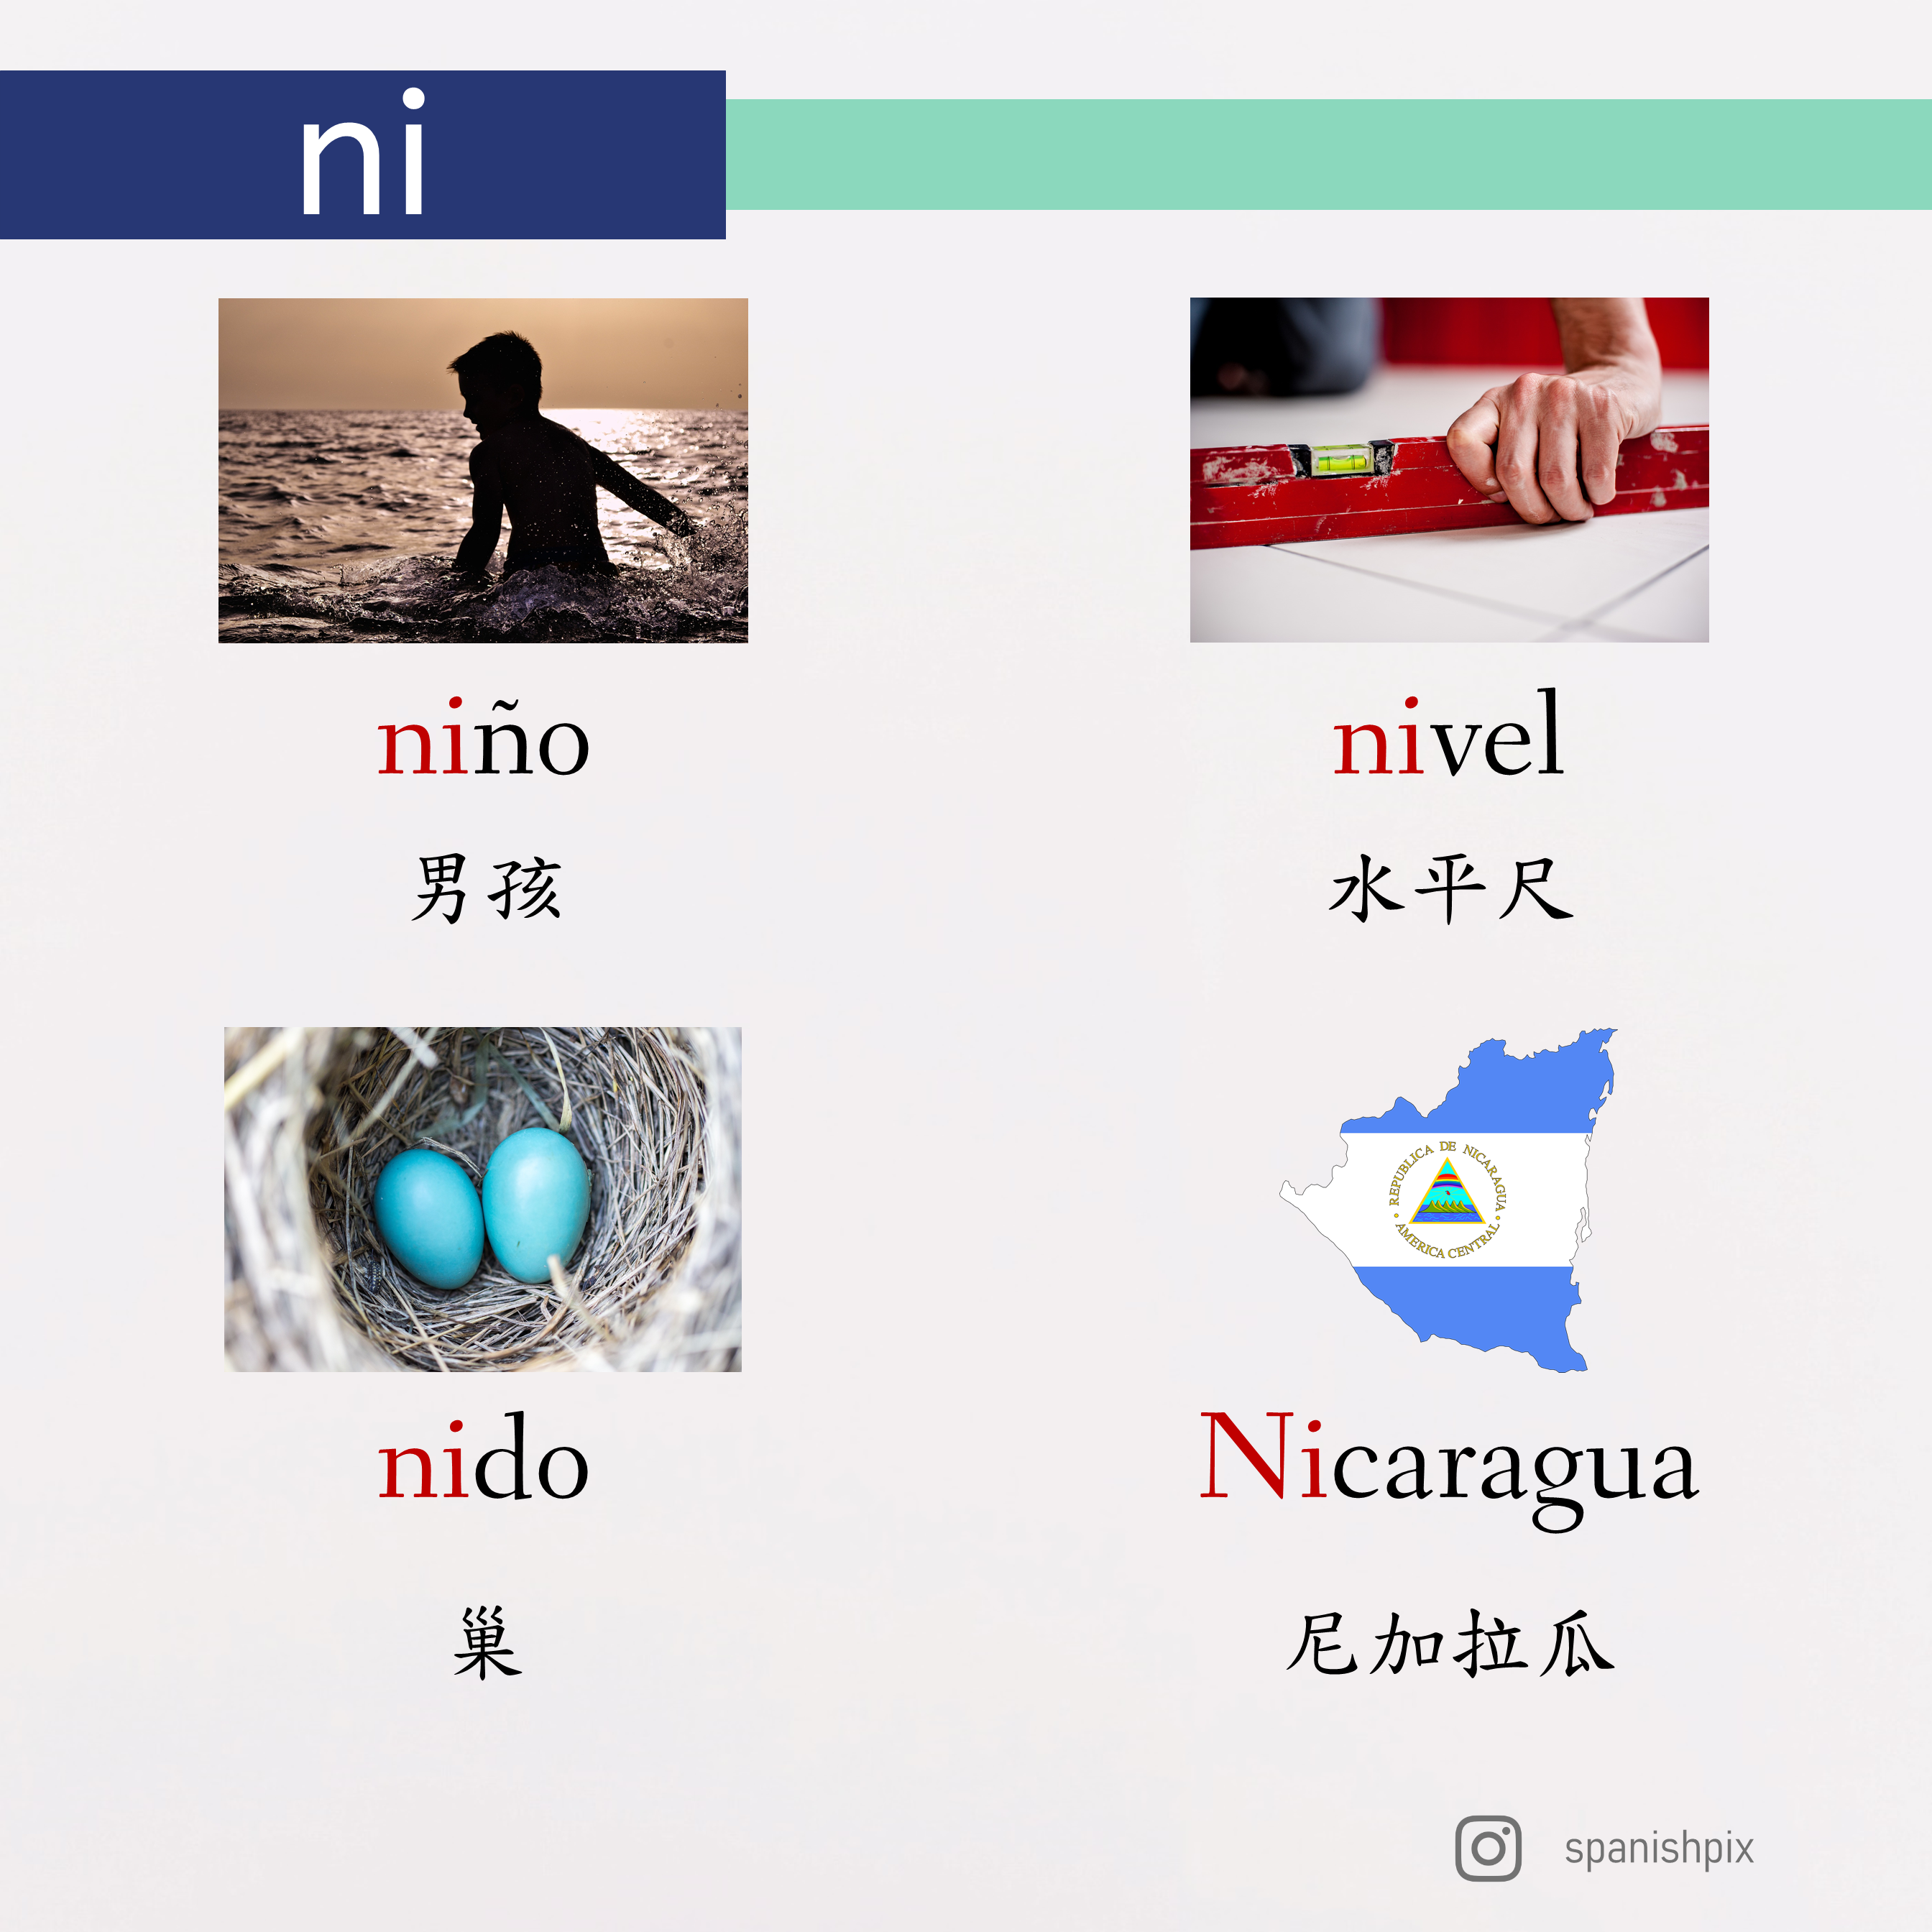 ni
niño
男孩
nivel
水平尺
nido
巢
REPUBLICA DE NICARAGUA
AMERICA CENTRAL
Nicaragua
尼加拉瓜
spanishpix